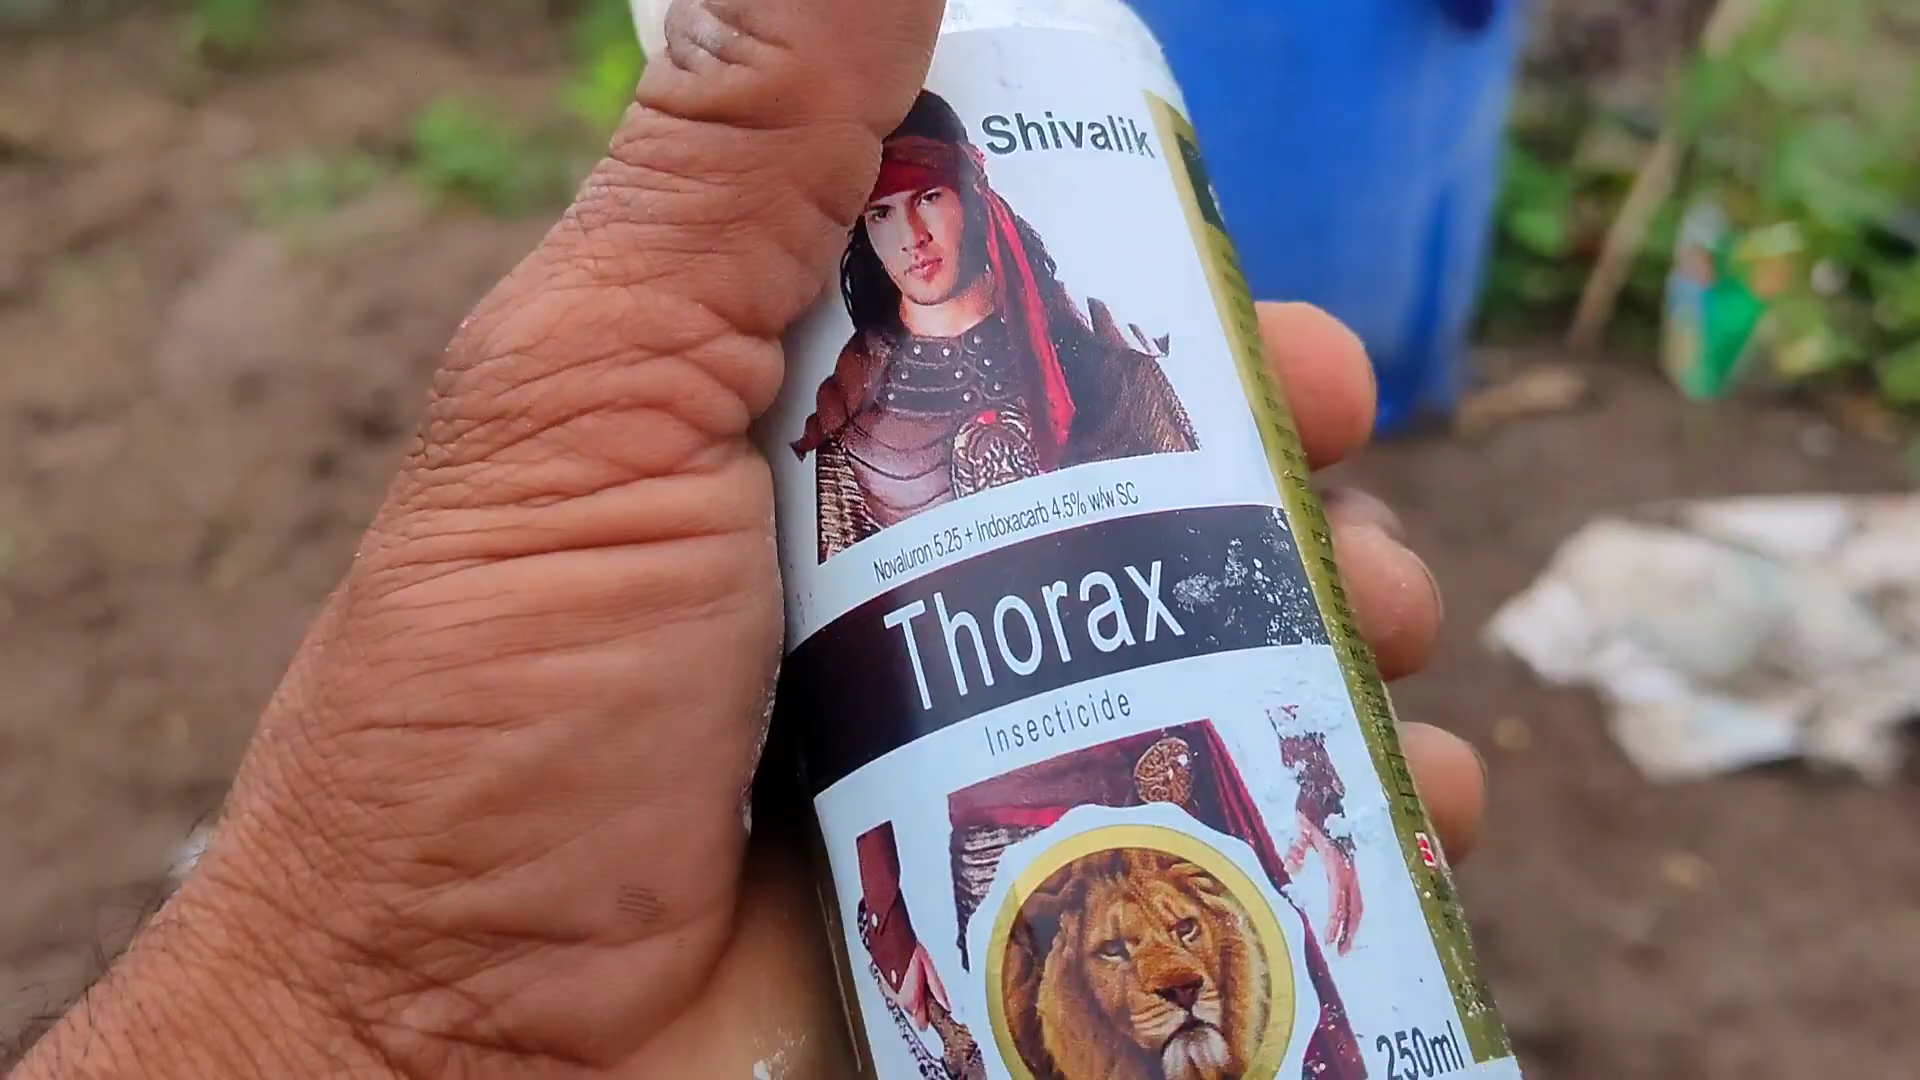 Shivalik
Novaluron 5.25 + Indoxacarb 4.5% w/w SC
Thorax
Insecticide
250ml